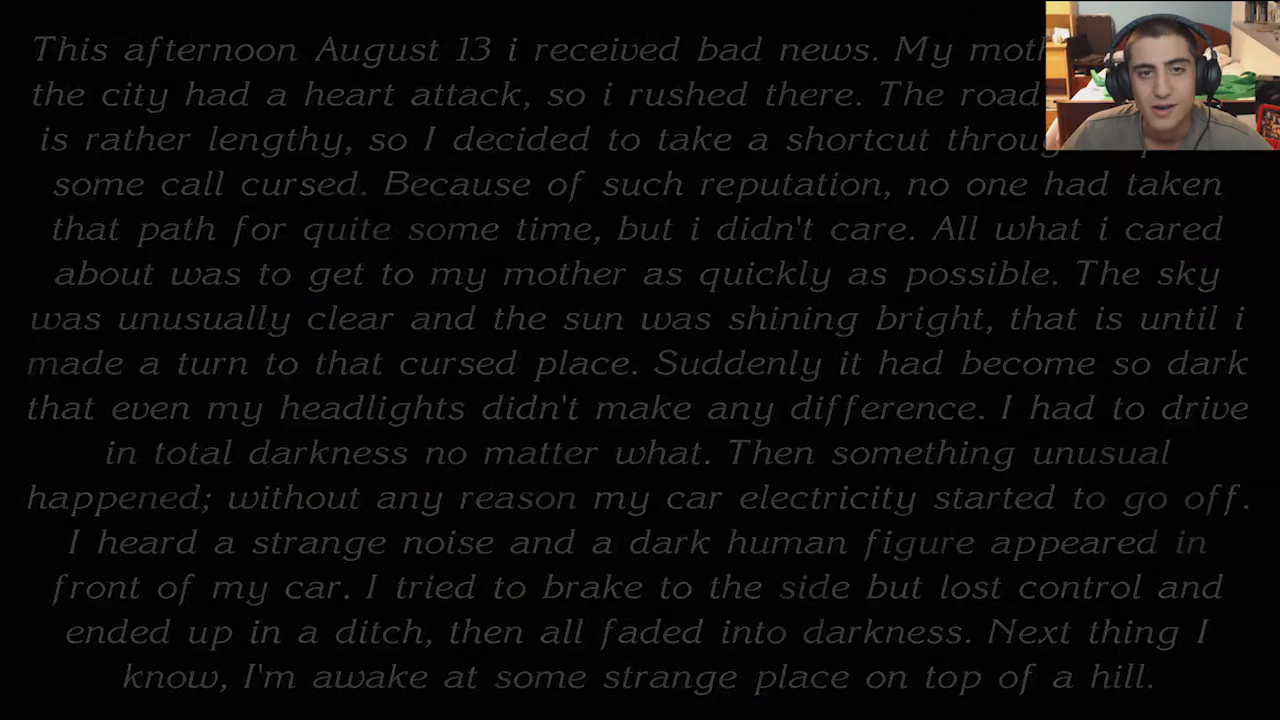 This afternoon August 13 i received bad news. My
the city had a heart attack, so i rushed there. The road
is rather lengthy, so I decided to take a shortcut
some call cursed. Because of such reputation, no one had taken
that path for quite some time, but i didn't care. All what i cared
about was to get to my mother as quickly as possible. The sky
was unusually clear and the sun was shining bright, that is until i
made a turn to that cursed place. Suddenly it had become so dark
that even my headlights didn't make any difference. I had to drive
in total darkness no matter what. Then something unusual
happened; without any reason my car electricity started to go off.
I heard a strange noise and a dark human figure appeared in
front of my car. I tried to brake to the side but lost control and
ended up in a ditch, then all faded into darkness. Next thing I
know, I'm awake at some strange place on top of a hill.